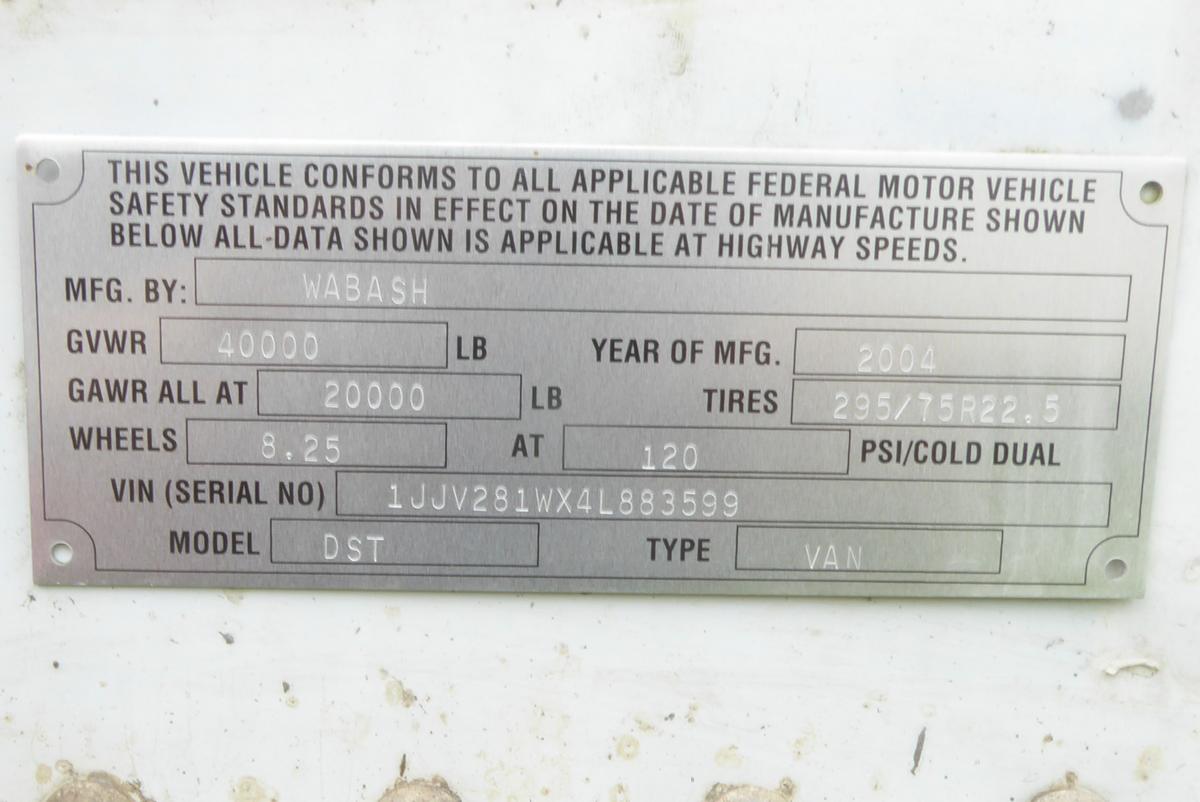 THIS VEHICLE CONFORMS TO ALL APPLICABLE FEDERAL MOTOR VEHICLE
SAFETY STANDARDS IN EFFECT ON THE DATE OF MANUFACTURE SHOWN
BELOW ALL-DATA SHOWN IS APPLICABLE AT HIGHWAY SPEEDS.
MFG. BY: WABASH
GVWR 40000 LB YEAR OF MFG. 2004
GAWR ALL AT 20000 LB TIRES 295/75R22.5
WHEELS 8.25 AT 120 PSI/COLD DUAL
VIN (SERIAL NO) 1JJV281WX4L883599
MODEL DST TYPE VAN